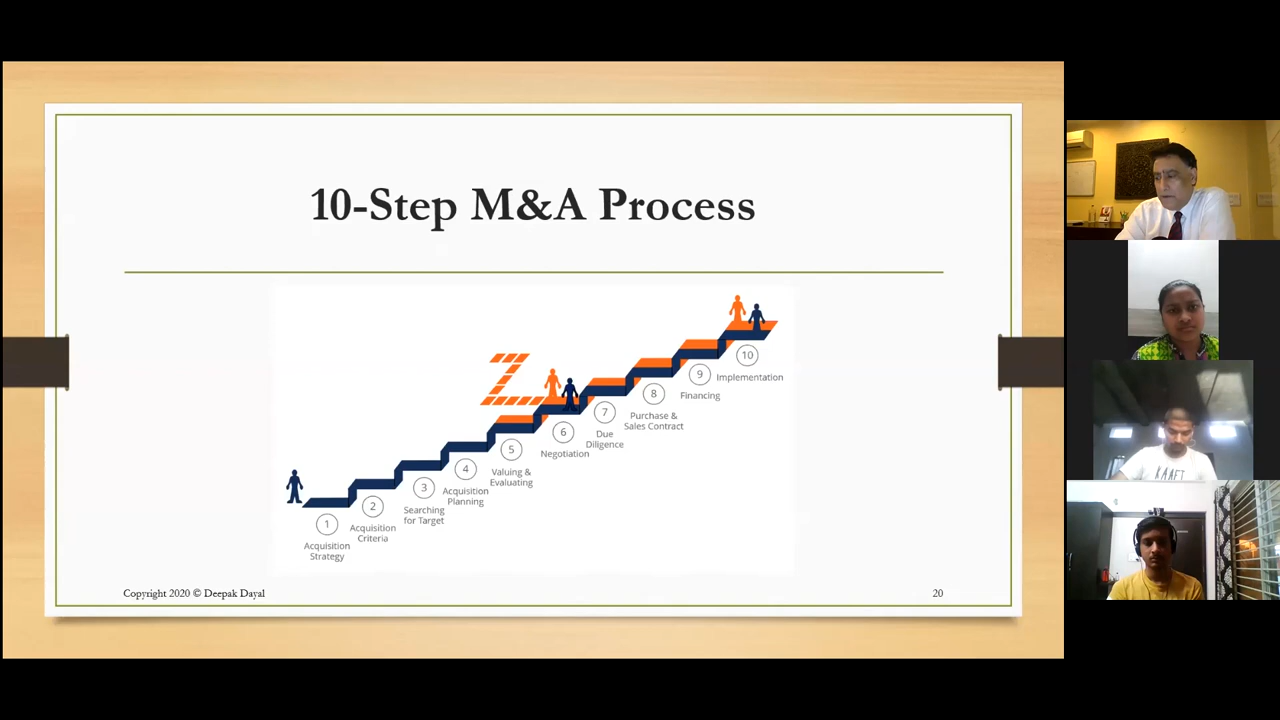 10-Step M&A Process
1
Acquisition
Strategy
2
Acquisition
Criteria
3
Searching
for Target
4
Acquisition
Planning
5
Valuing &
Evaluating
6
Negotiation
7
Due
Diligence
8
Purchase &
Sales Contract
9
Financing
10
Implementation
Copyright 2020 © Deepak Dayal
20